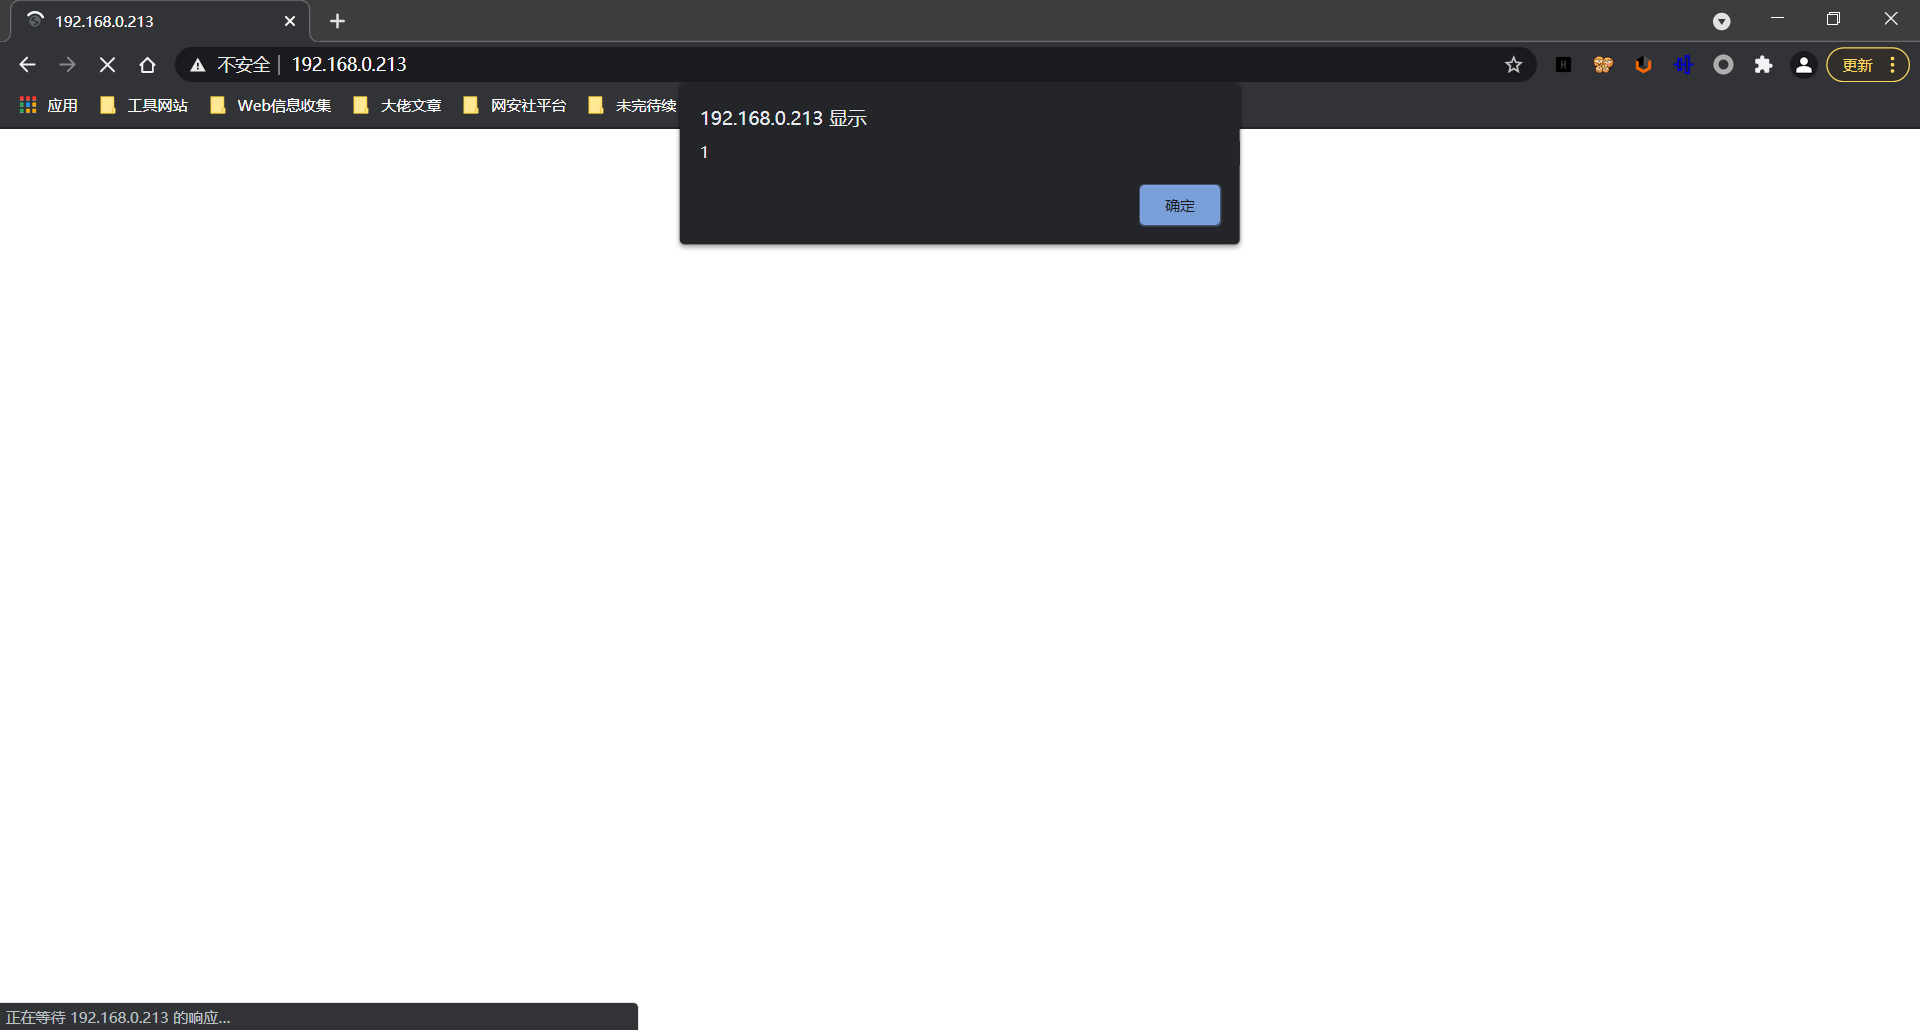 192.168.0.213
不安全 | 192.168.0.213
更新
应用 工具网站 Web信息收集 大佬文章 网安社平台 未完待续
192.168.0.213 显示
1
确定
正在等待 192.168.0.213 的响应...